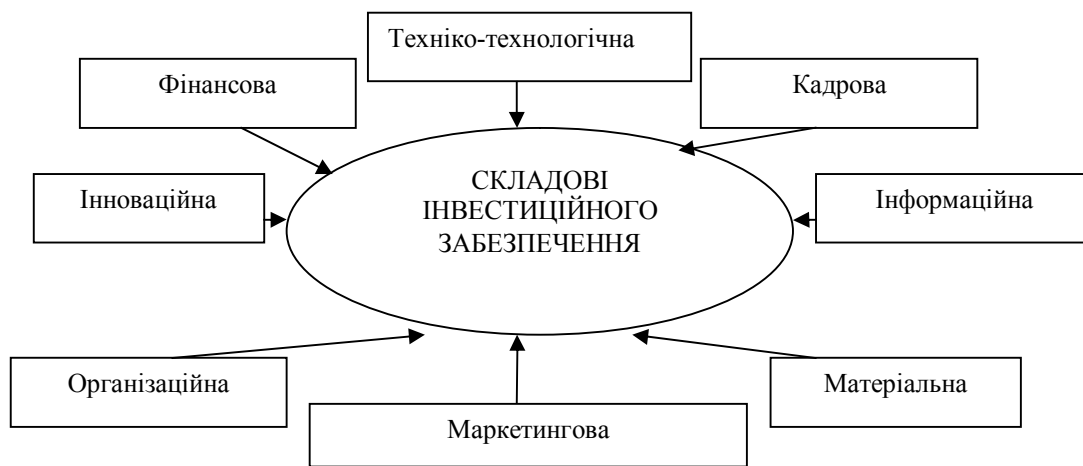 Техніко-технологічна
Фінансова
Кадрова
СКЛАДОВІ
ІНВЕСТИЦІЙНОГО
ЗАБЕЗПЕЧЕННЯ
Інноваційна
Інформаційна
Організаційна
Матеріальна
Маркетингова